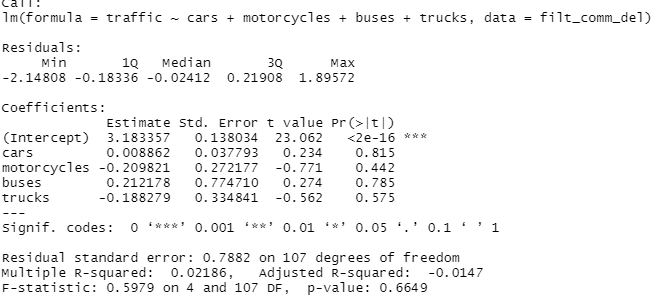 Call:
lm(formula = traffic ~ cars + motorcycles + buses + trucks, data = filt_comm_del)
Residuals:
Min 1Q Median 3Q Max
-2.14808 -0.18336 -0.02412 0.21908 1.89572
Coefficients:
Estimate Std. Error t value Pr(>|t|)
(Intercept) 3.183357 0.138034 23.062 <2e-16 ***
cars 0.008862 0.037793 0.234 0.815
motorcycles -0.209821 0.272177 -0.771 0.442
buses 0.212178 0.774710 0.274 0.785
trucks -0.188279 0.334841 -0.562 0.575
---
Signif. codes: 0 ‘***’ 0.001 ‘**’ 0.01 ‘*’ 0.05 ‘.’ 0.1 ‘ ’ 1
Residual standard error: 0.7882 on 107 degrees of freedom
Multiple R-squared: 0.02186, Adjusted R-squared: -0.0147
F-statistic: 0.5979 on 4 and 107 DF, p-value: 0.6649